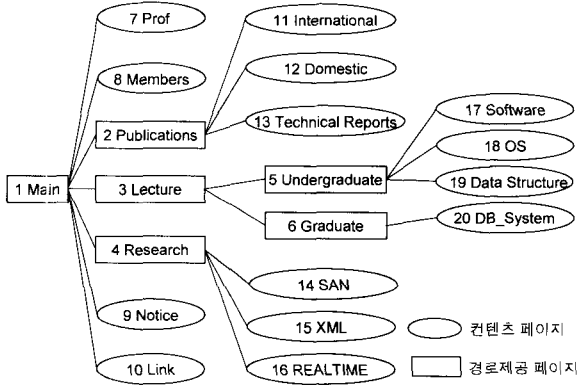 7 Prof
11 International
8 Members
12 Domestic
2 Publications
13 Technical Reports
17 Software
18 OS
1 Main
3 Lecture
5 Undergraduate
19 Data Structure
6 Graduate
20 DB_System
4 Research
14 SAN
9 Notice
15 XML
컨텐츠 페이지
10 Link
16 REALTIME
경로제공 페이지